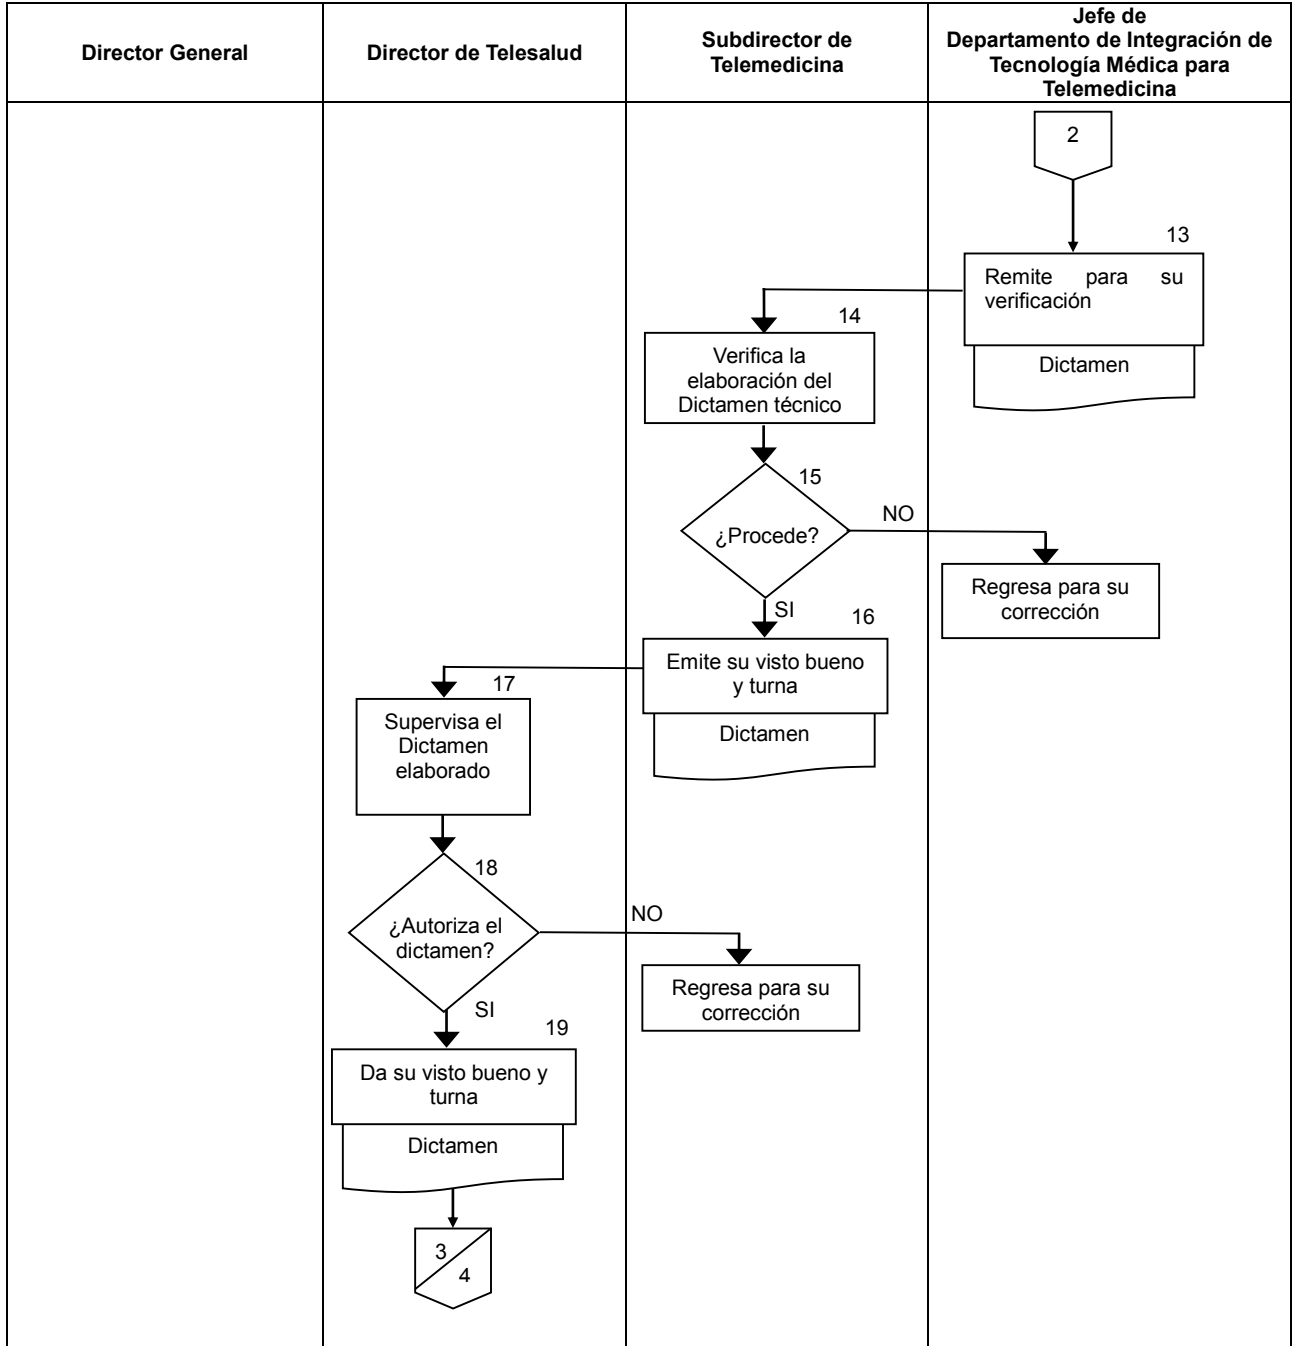 Director General
Director de Telesalud
Subdirector de
Telemedicina
Jefe de
Departamento de Integración de
Tecnología Médica para
Telemedicina
2
13
Remite para su
verificación
Dictamen
14
Verifica la
elaboración del
Dictamen técnico
15
¿Procede?
NO
Regresa para su
corrección
SI
16
Emite su visto bueno
y turna
Dictamen
17
Supervisa el
Dictamen
elaborado
18
¿Autoriza el
dictamen?
NO
Regresa para su
corrección
SI
19
Da su visto bueno y
turna
Dictamen
3
4